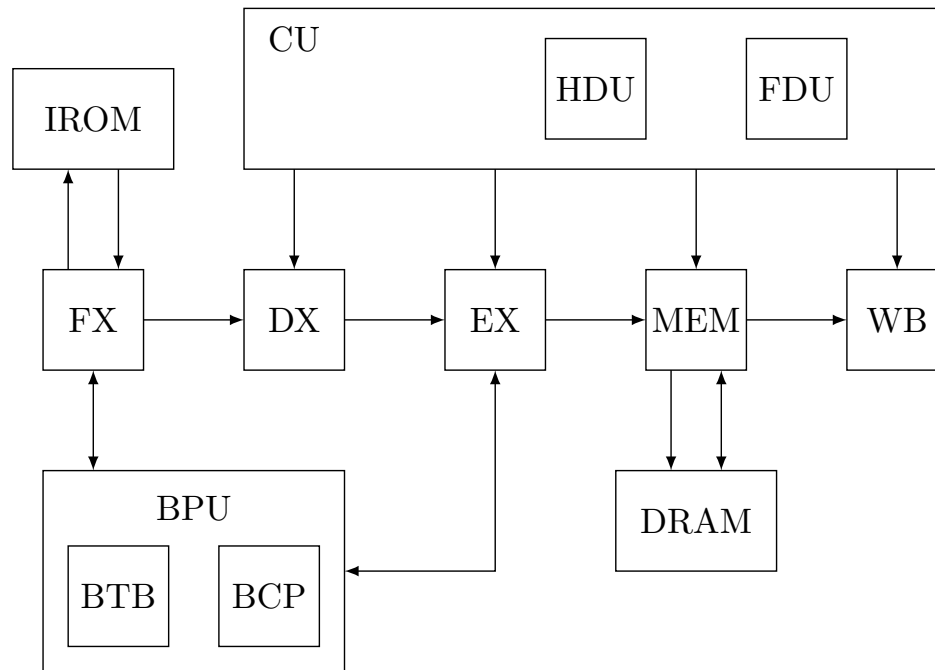 CU
HDU
FDU
IROM
FX
DX
EX
MEM
WB
BPU
DRAM
BTB
BCP